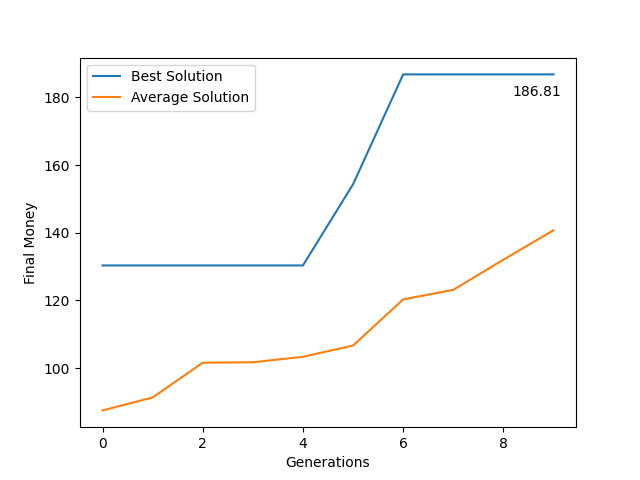 Best Solution
Average Solution
186.81
180
160
140
120
100
Final Money
0 2 4 6 8
Generations